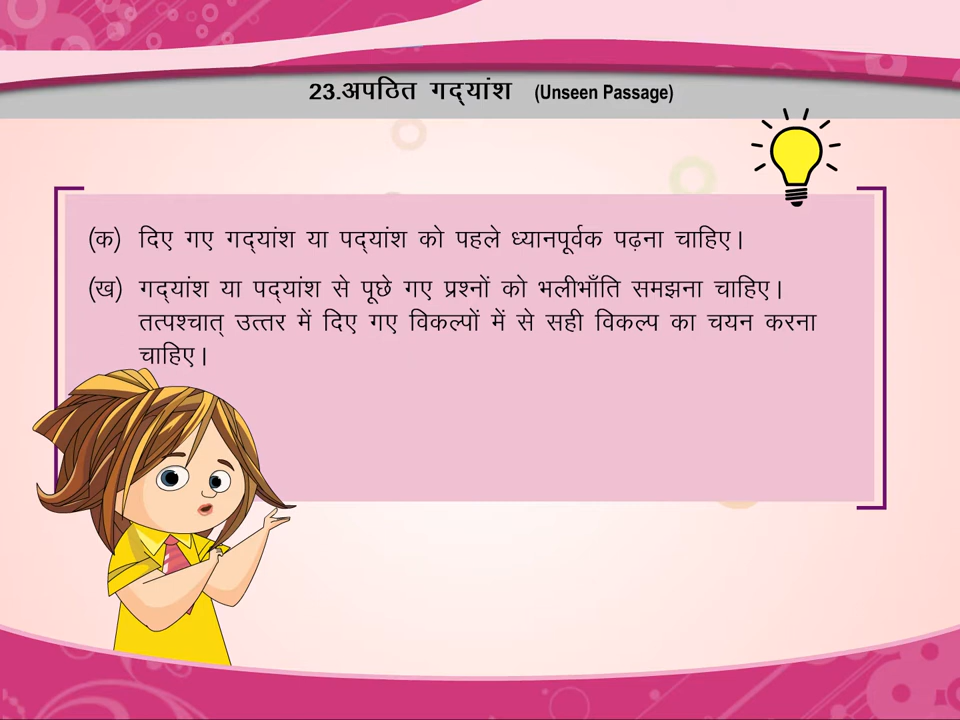 23.अपठित गद्‌यांश (Unseen Passage)
(क) दिए गए गद्‌यांश या पद्‌यांश को पहले ध्यानपूर्वक पढ़ना चाहिए।
(ख) गद्‌यांश या पद्‌यांश से पूछे गए प्रश्नों को भलीभाँति समझना चाहिए।
तत्पश्चात् उत्तर में दिए गए विकल्पों में से सही विकल्प का चयन करना
चाहिए।